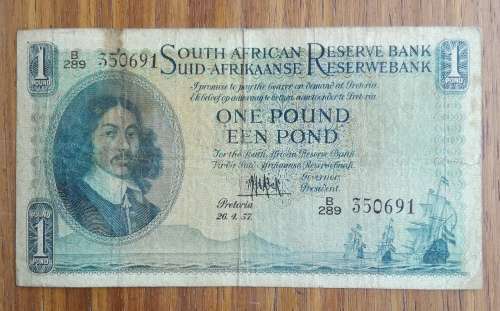 1
POUND
B
289 350691
SOUTH AFRICAN RESERVE BANK
SUID-AFRIKAANSE RESERWEBANK
I promise to pay the bearer on demand at Pretoria
1
POUND
ONE POUND
EEN POND
For the South African Reserve Bank
Vir die Suid-Afrikaanse Reserwebank
Governor
President.
Pretoria
26. 4. 57.
B
289 350691
POUND
1